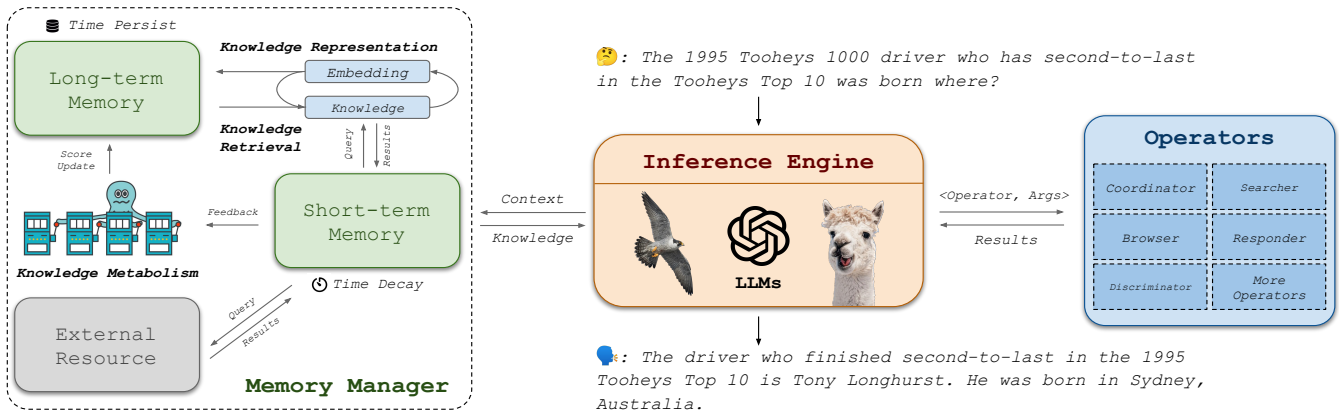 Time Persist
Long-term
Memory
Knowledge Representation
Embedding
Knowledge
Knowledge
Retrieval
Query
Results
Score
Update
Feedback
Short-term
Memory
Knowledge Metabolism
Time Decay
External
Resource
Query
Results
Memory Manager
Context
Knowledge
: The 1995 Tooheys 1000 driver who has second-to-last
in the Tooheys Top 10 was born where?
Inference Engine
LLMs
: The driver who finished second-to-last in the 1995
Tooheys Top 10 is Tony Longhurst. He was born in Sydney,
Australia.
<Operator, Args>
Results
Operators
Coordinator
Searcher
Browser
Responder
Discriminator
More
Operators